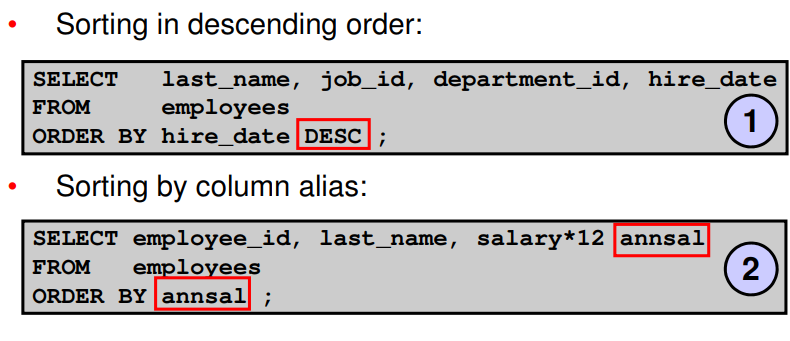 • Sorting in descending order:
SELECT last_name, job_id, department_id, hire_date
FROM employees
ORDER BY hire_date DESC ;
1
• Sorting by column alias:
SELECT employee_id, last_name, salary*12 annsal
FROM employees
ORDER BY annsal ;
2